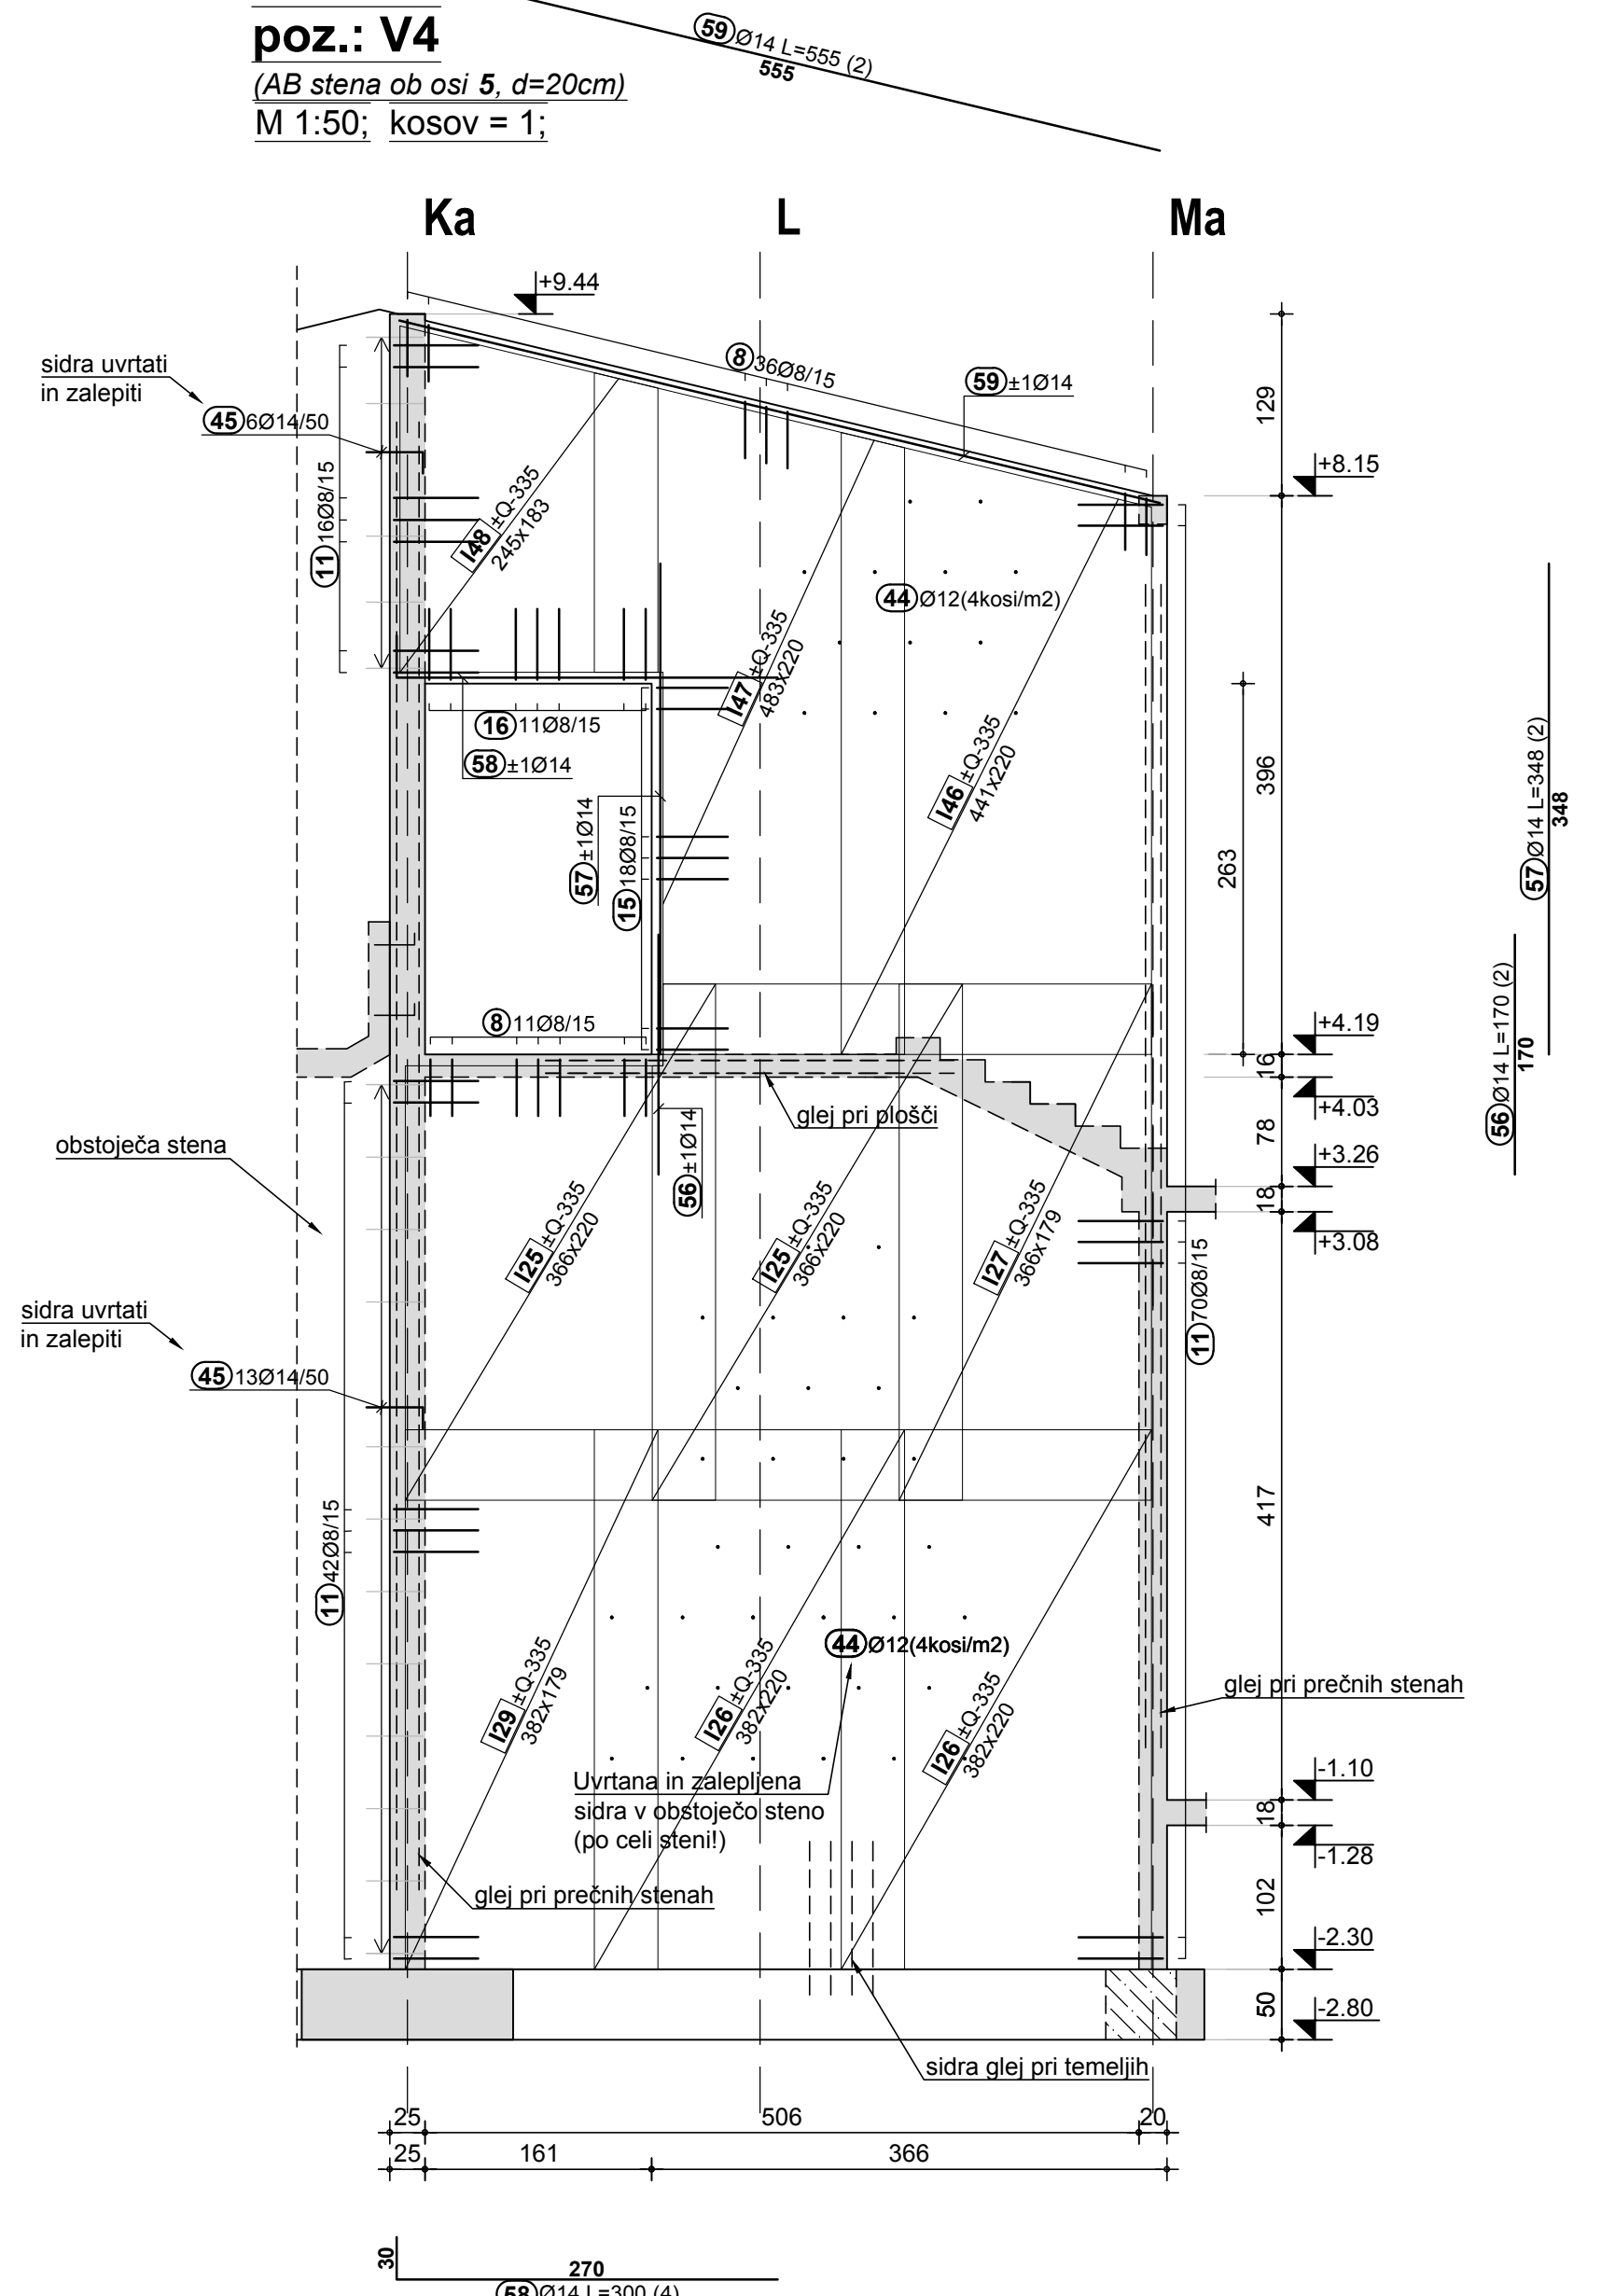 poz.: V4
(AB stena ob osi 5, d=20cm)
M 1:50; kosov = 1;
59 Ø14 L=555 (2)
555
Ka
L
Ma
+9.44
sidra uvrtati
in zalepiti
45 6Ø14/50
11 16Ø8/15
8 36Ø8/15
59 ±1Ø14
129
+8.15
I48 ±Q-335
245x183
44 Ø12(4kosi/m2)
I47 ±Q-335
483x220
I46 ±Q-335
441x220
16 11Ø8/15
58 ±1Ø14
57 ±1Ø14
15 18Ø8/15
396
263
57 Ø14 L=348 (2)
348
8 11Ø8/15
+4.19
16
+4.03
glej pri plošči
56 ±1Ø14
56 Ø14 L=170 (2)
170
78
+3.26
18
+3.08
obstoječa stena
I25 ±Q-335
366x220
I25 ±Q-335
366x220
I27 ±Q-335
366x179
11 70Ø8/15
sidra uvrtati
in zalepiti
45 13Ø14/50
11 42Ø8/15
417
44 Ø12(4kosi/m2)
I29 ±Q-335
382x179
I26 ±Q-335
382x220
I26 ±Q-335
382x220
glej pri prečnih stenah
Uvrtana in zalepljena
sidra v obstoječo steno
(po celi steni!)
-1.10
18
-1.28
glej pri prečnih stenah
102
-2.30
50
-2.80
sidra glej pri temeljih
25
506
20
25
161
366
30
270
58 Ø14 L=300 (4)